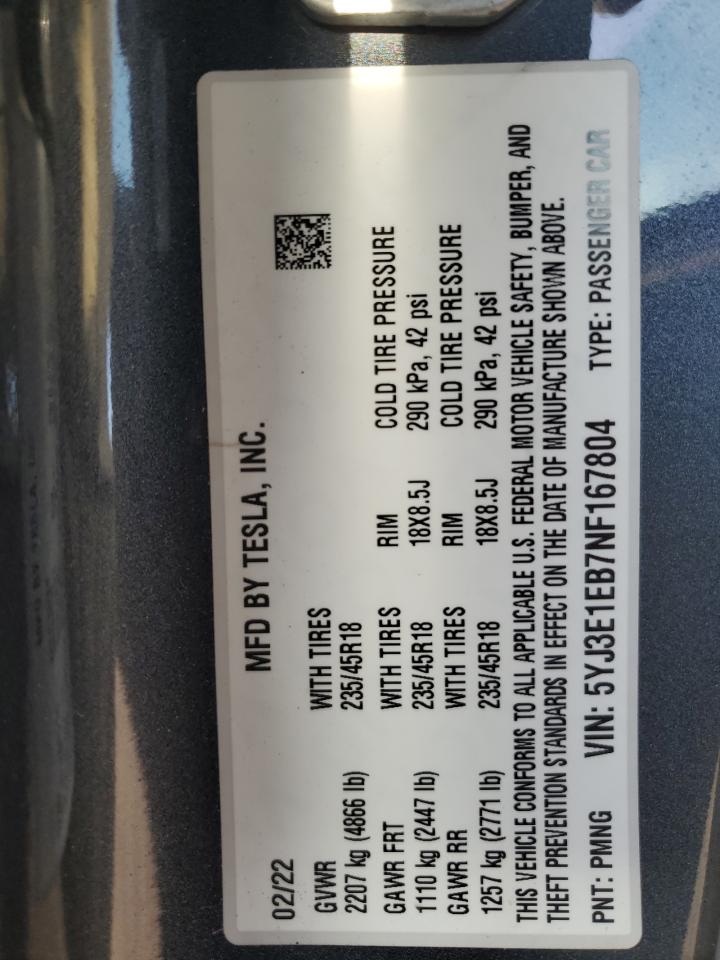 MFD BY TESLA, INC.
02/22
GVWR WITH TIRES
2207 kg (4866 lb) 235/45R18
GAWR FRT WITH TIRES RIM COLD TIRE PRESSURE
1110 kg (2447 lb) 235/45R18 18X8.5J 290 kPa, 42 psi
GAWR RR WITH TIRES RIM COLD TIRE PRESSURE
1257 kg (2771 lb) 235/45R18 18X8.5J 290 kPa, 42 psi
THIS VEHICLE CONFORMS TO ALL APPLICABLE U.S. FEDERAL MOTOR VEHICLE SAFETY, BUMPER, AND
THEFT PREVENTION STANDARDS IN EFFECT ON THE DATE OF MANUFACTURE SHOWN ABOVE.
PNT: PMNG VIN: 5YJ3E1EB7NF167804 TYPE: PASSENGER CAR